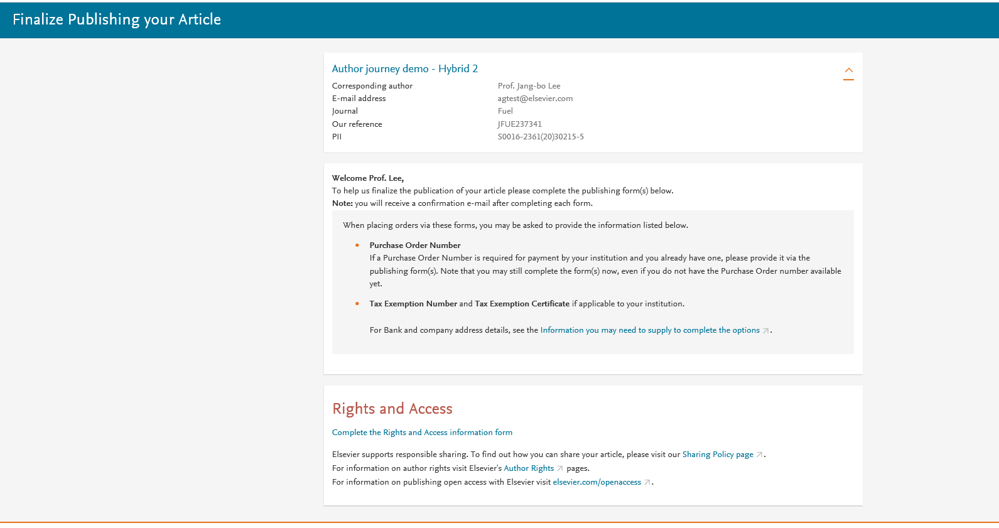 Finalize Publishing your Article
Author journey demo - Hybrid 2
Corresponding author Prof. Jang-bo Lee
E-mail address agtest@elsevier.com
Journal Fuel
Our reference JFUE237341
PII S0016-2361(20)30215-5
Welcome Prof. Lee,
To help us finalize the publication of your article please complete the publishing form(s) below.
Note: you will receive a confirmation e-mail after completing each form.
When placing orders via these forms, you may be asked to provide the information listed below.
• Purchase Order Number
If a Purchase Order Number is required for payment by your institution and you already have one, please provide it via the
publishing form(s). Note that you may still complete the form(s) now, even if you do not have the Purchase Order number available
yet.
• Tax Exemption Number and Tax Exemption Certificate if applicable to your institution.
For Bank and company address details, see the Information you may need to supply to complete the options .
Rights and Access
Complete the Rights and Access information form
Elsevier supports responsible sharing. To find out how you can share your article, please visit our Sharing Policy page .
For information on author rights visit Elsevier's Author Rights pages.
For information on publishing open access with Elsevier visit elsevier.com/openaccess .